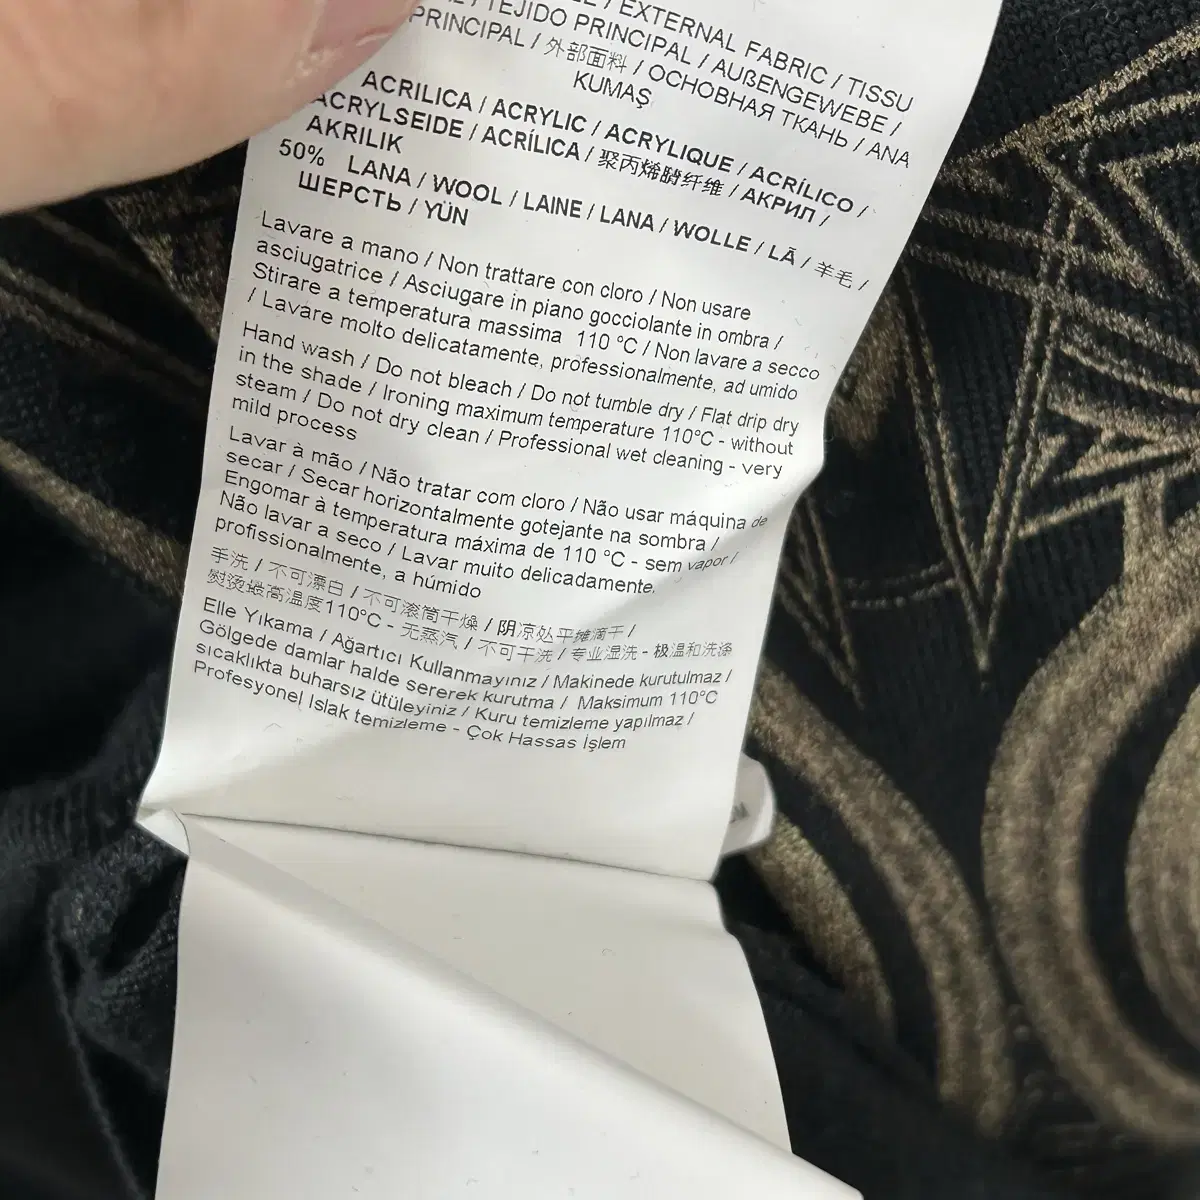 / EXTERNAL FABRIC / TISSU
/ TEJIDO PRINCIPAL / AUßENGEWEBE /
PRINCIPAL / 外部面料 / ОСНОВНАЯ ТКАНЬ / ANA
KUMAŞ
ACRILICA / ACRYLIC / ACRYLIQUE / ACRÍLICO /
ACRYLSEIDE / ACRÍLICA / 聚丙烯腈纤维 / АКРИЛ /
AKRILIK
50% LANA / WOOL / LAINE / LANA / WOLLE / LÃ / 羊毛 /
ШЕРСТЬ / YÜN
Lavare a mano / Non trattare con cloro / Non usare
asciugatrice / Asciugare in piano gocciolante in ombra /
Stirare a temperatura massima 110 °C / Non lavare a secco
/ Lavare molto delicatamente, professionalmente, ad umido
Hand wash / Do not bleach / Do not tumble dry / Flat drip dry
in the shade / Ironing maximum temperature 110°C - without
steam / Do not dry clean / Professional wet cleaning - very
mild process
Lavar à mão / Não tratar com cloro / Não usar máquina de
secar / Secar horizontalmente gotejante na sombra /
Engomar à temperatura máxima de 110 °C - sem vapor /
Não lavar a seco / Lavar muito delicadamente.
profissionalmente, a húmido
手洗 / 不可漂白 / 不可滚筒干燥 / 阴凉处平摊滴干 /
熨烫最高温度110°C - 无蒸汽 / 不可干洗 / 专业湿洗 - 极温和洗涤
Elle Yıkama / Ağartıcı Kullanmayınız / Makinede kurutulmaz /
Gölgede damlar halde sererek kurutma / Maksimum 110°C
sıcaklıkta buharsız ütüleyiniz / Kuru temizleme yapılmaz /
Profesyonel Islak temizleme - Çok Hassas İşlem